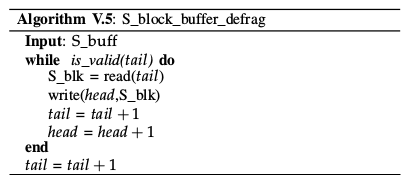 Algorithm V.5: S_block_buffer_defrag
Input: S_buff
while is_valid(tail) do
S_blk = read(tail)
write(head,S_blk)
tail = tail + 1
head = head + 1
end
tail = tail + 1